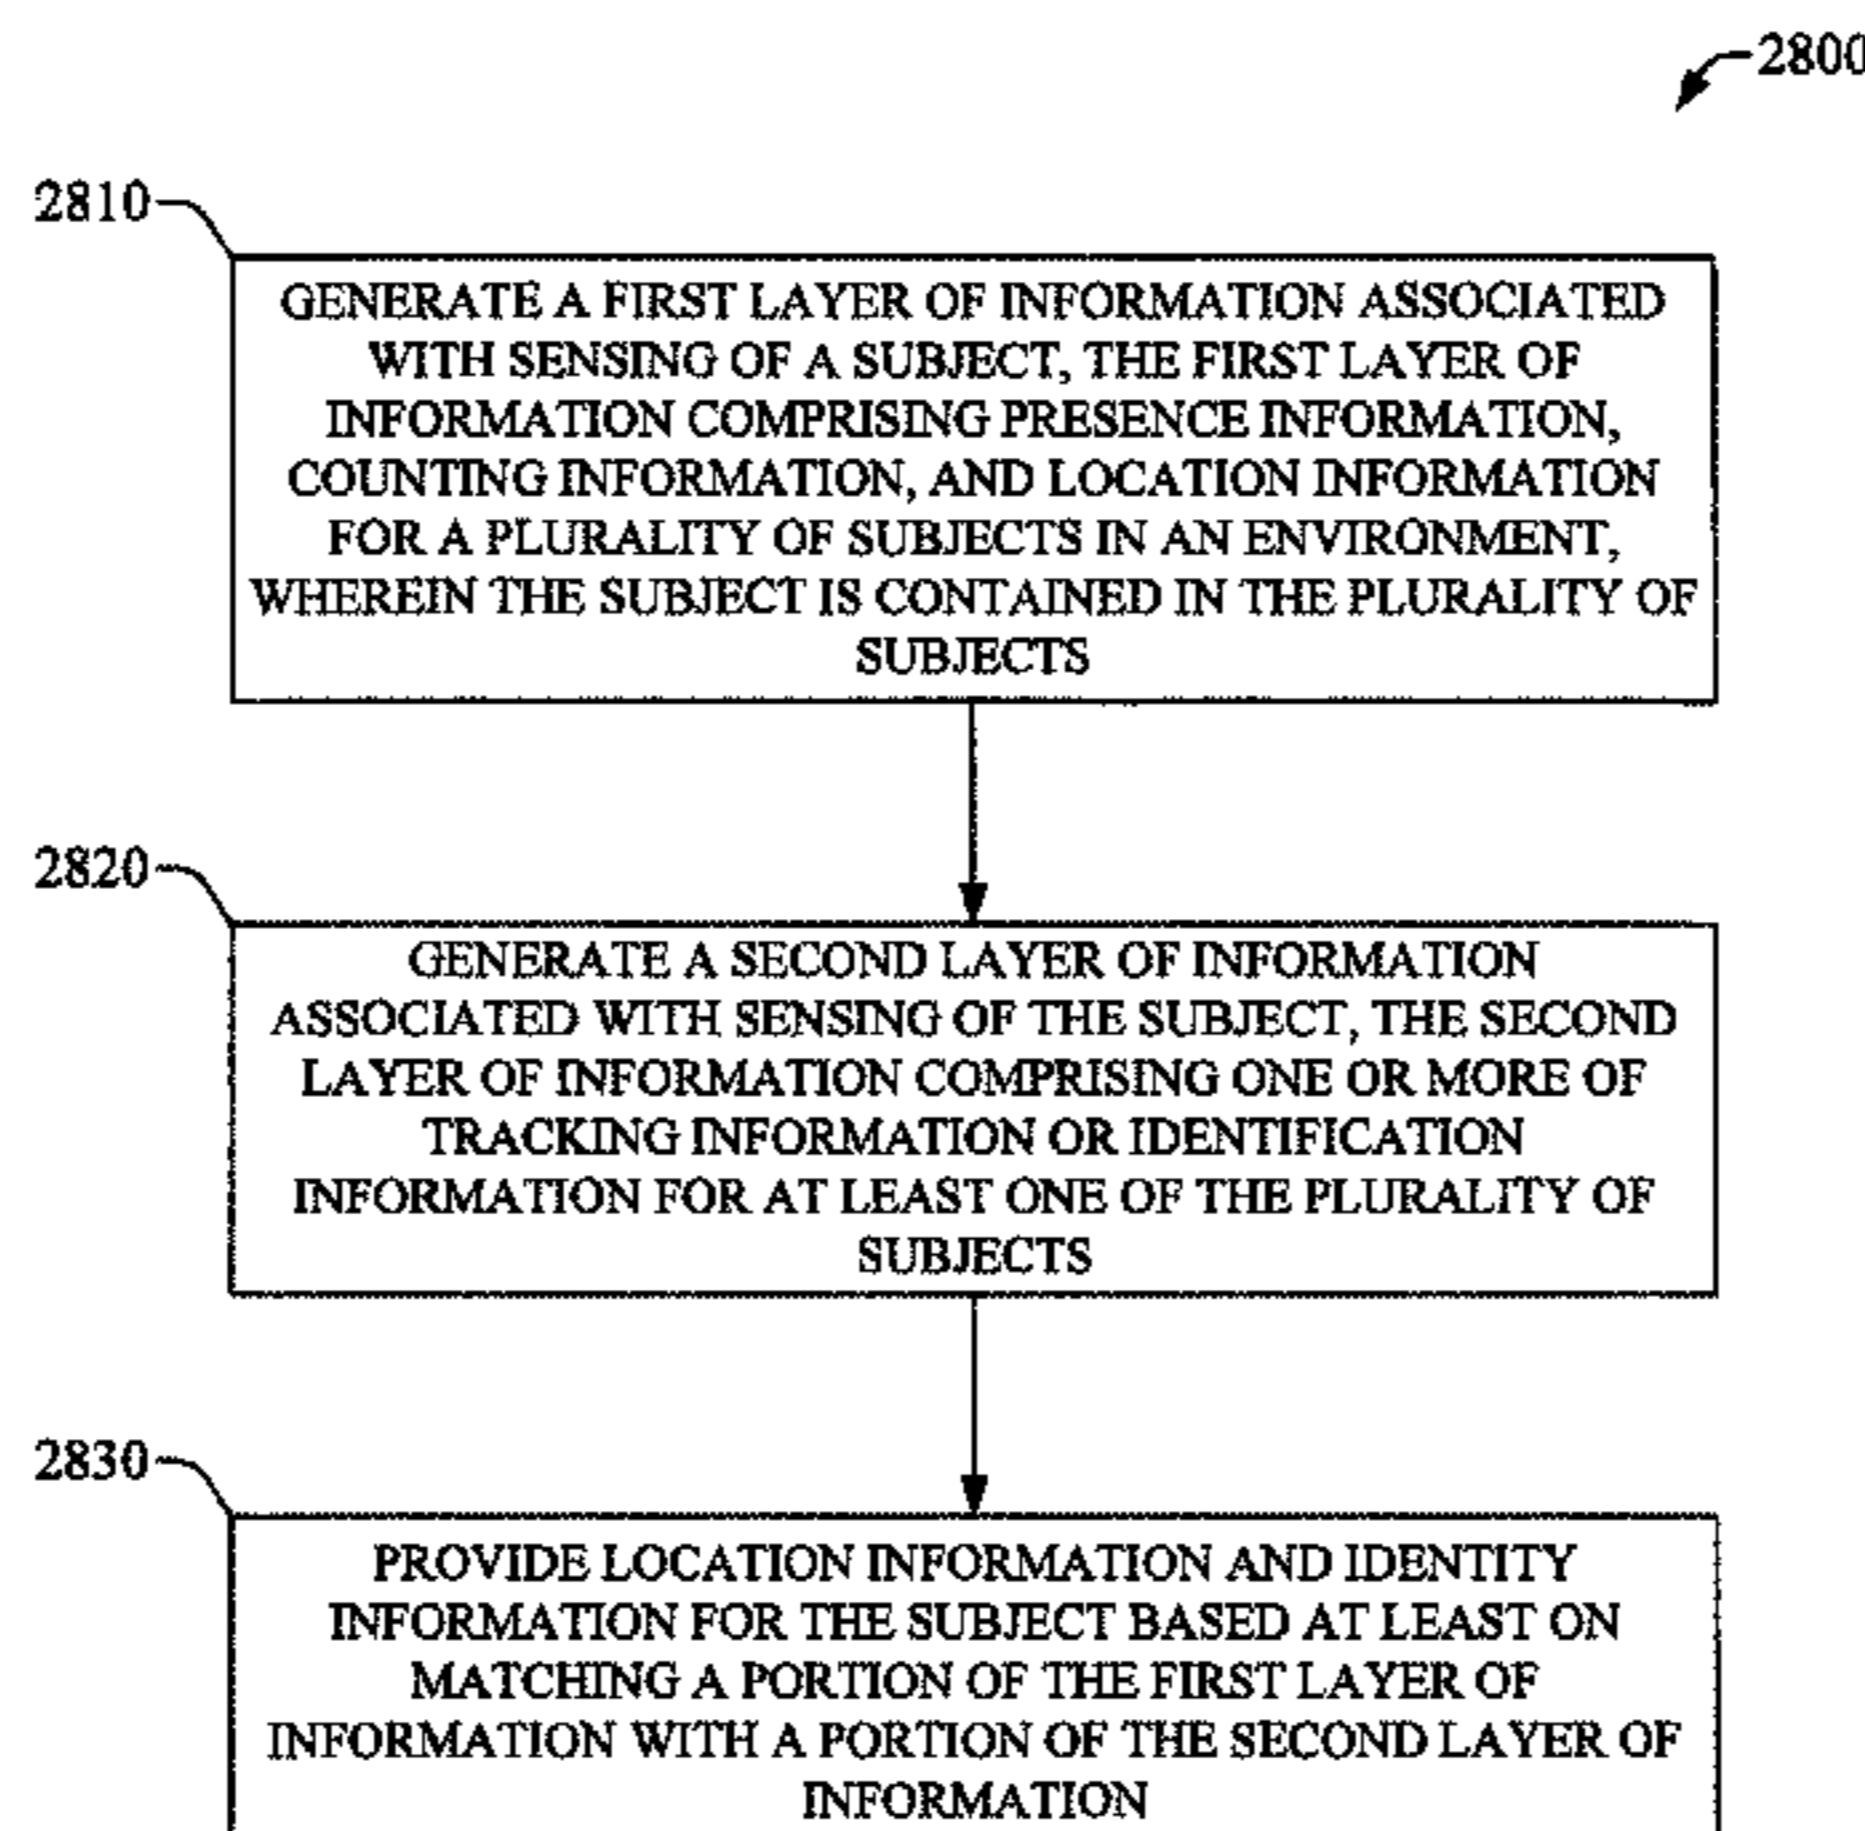 2800
2810
GENERATE A FIRST LAYER OF INFORMATION ASSOCIATED
WITH SENSING OF A SUBJECT, THE FIRST LAYER OF
INFORMATION COMPRISING PRESENCE INFORMATION,
COUNTING INFORMATION, AND LOCATION INFORMATION
FOR A PLURALITY OF SUBJECTS IN AN ENVIRONMENT,
WHEREIN THE SUBJECT IS CONTAINED IN THE PLURALITY OF
SUBJECTS
2820
GENERATE A SECOND LAYER OF INFORMATION
ASSOCIATED WITH SENSING OF THE SUBJECT, THE SECOND
LAYER OF INFORMATION COMPRISING ONE OR MORE OF
TRACKING INFORMATION OR IDENTIFICATION
INFORMATION FOR AT LEAST ONE OF THE PLURALITY OF
SUBJECTS
2830
PROVIDE LOCATION INFORMATION AND IDENTITY
INFORMATION FOR THE SUBJECT BASED AT LEAST ON
MATCHING A PORTION OF THE FIRST LAYER OF
INFORMATION WITH A PORTION OF THE SECOND LAYER OF
INFORMATION